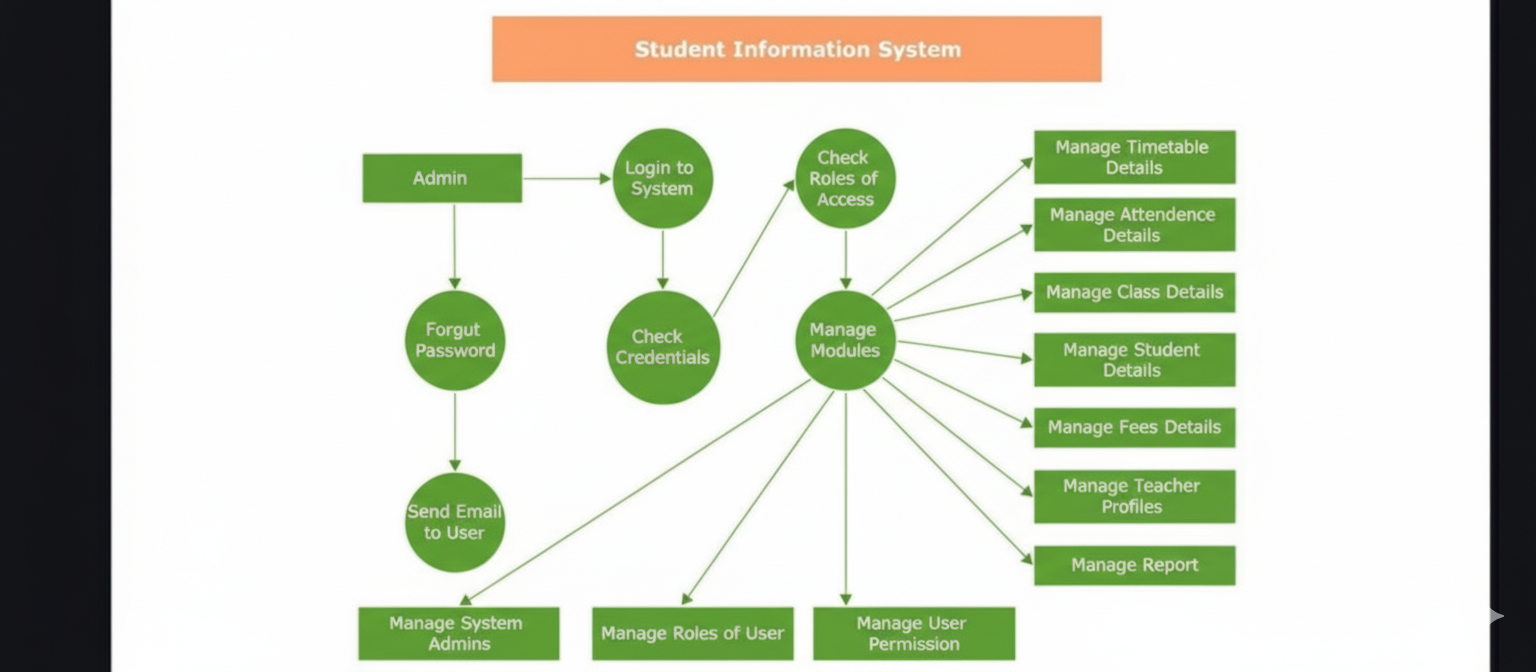 Student Information System
Admin
Login to
System
Check
Roles of
Access
Manage Timetable
Details
Manage Attendence
Details
Manage Class Details
Forgut
Password
Check
Credentials
Manage
Modules
Manage Student
Details
Manage Fees Details
Manage Teacher
Profiles
Send Email
to User
Manage Report
Manage System
Admins
Manage Roles of User
Manage User
Permission